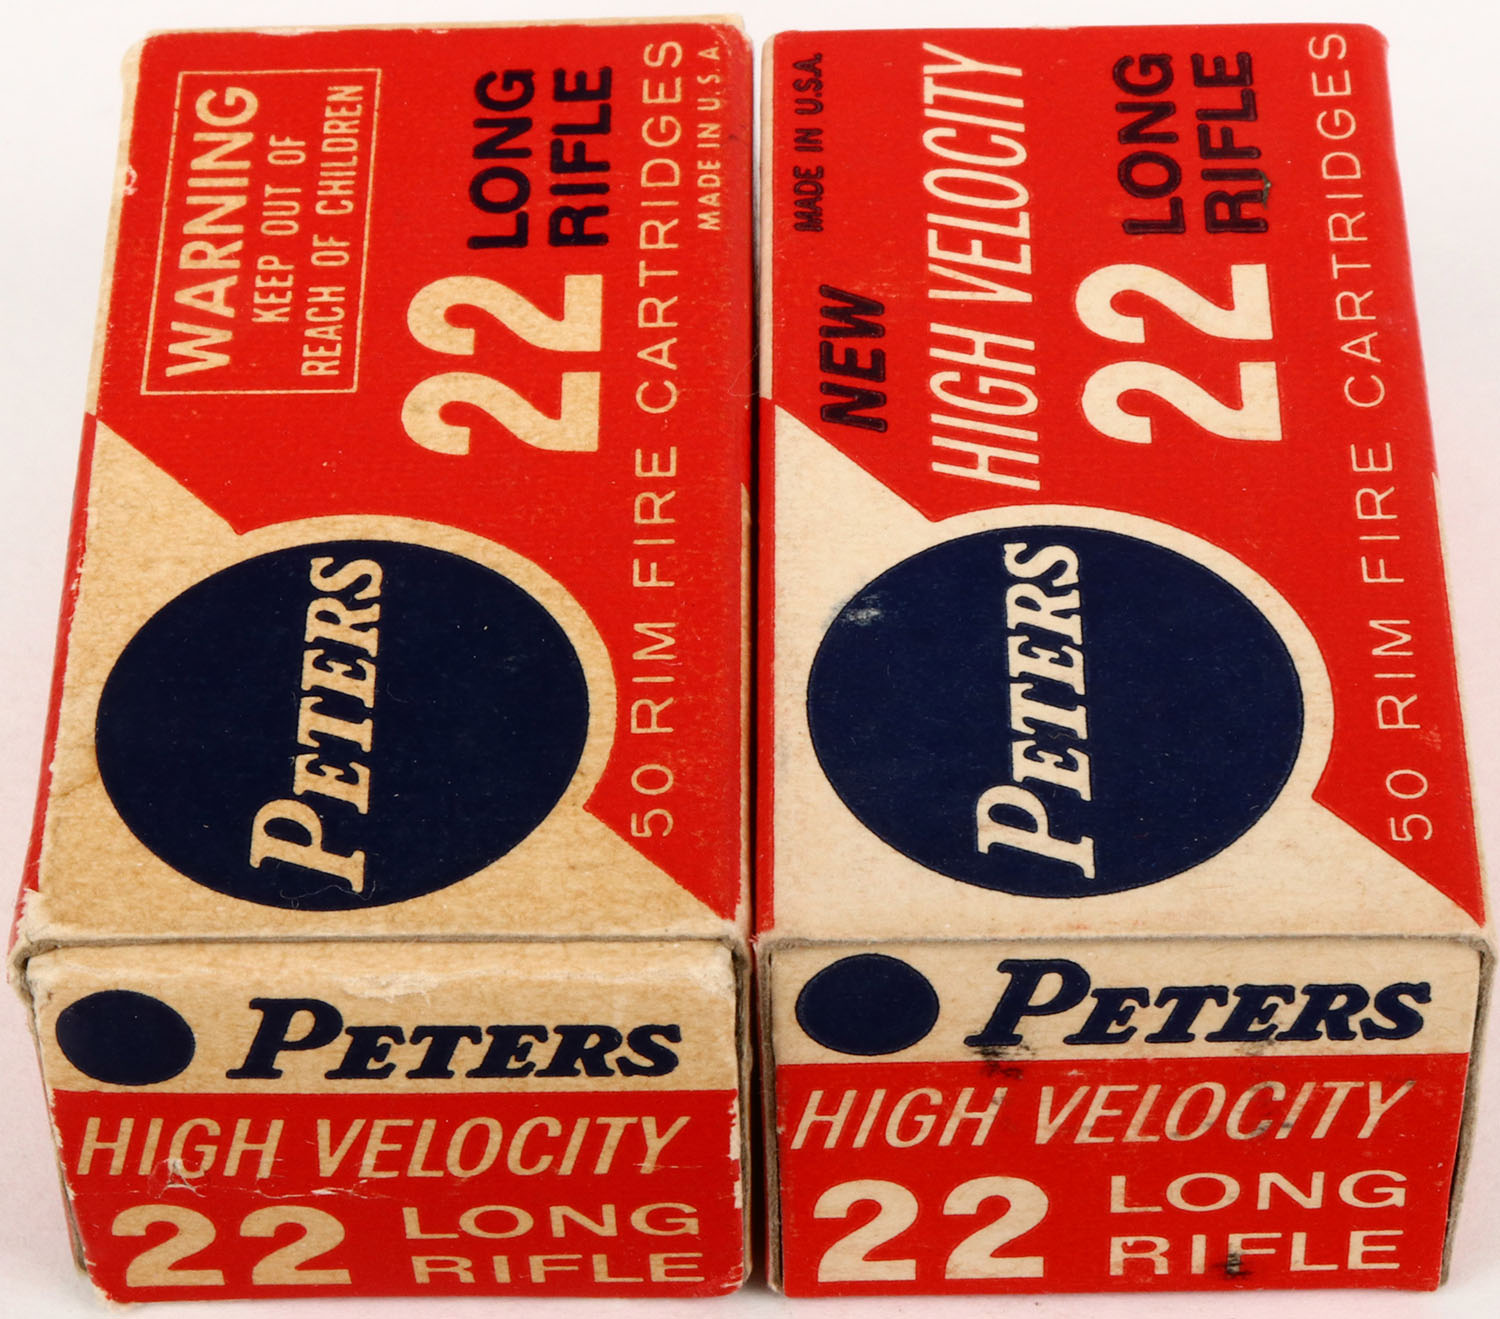 WARNING
KEEP OUT OF
REACH OF CHILDREN
22 LONG
RIFLE
50 RIM FIRE CARTRIDGES
MADE IN U.S.A.
PETERS
PETERS
HIGH VELOCITY
22 LONG
RIFLE
MADE IN U.S.A.
NEW
HIGH VELOCITY
22 LONG
RIFLE
50 RIM FIRE CARTRIDGES
PETERS
PETERS
HIGH VELOCITY
22 LONG
RIFLE